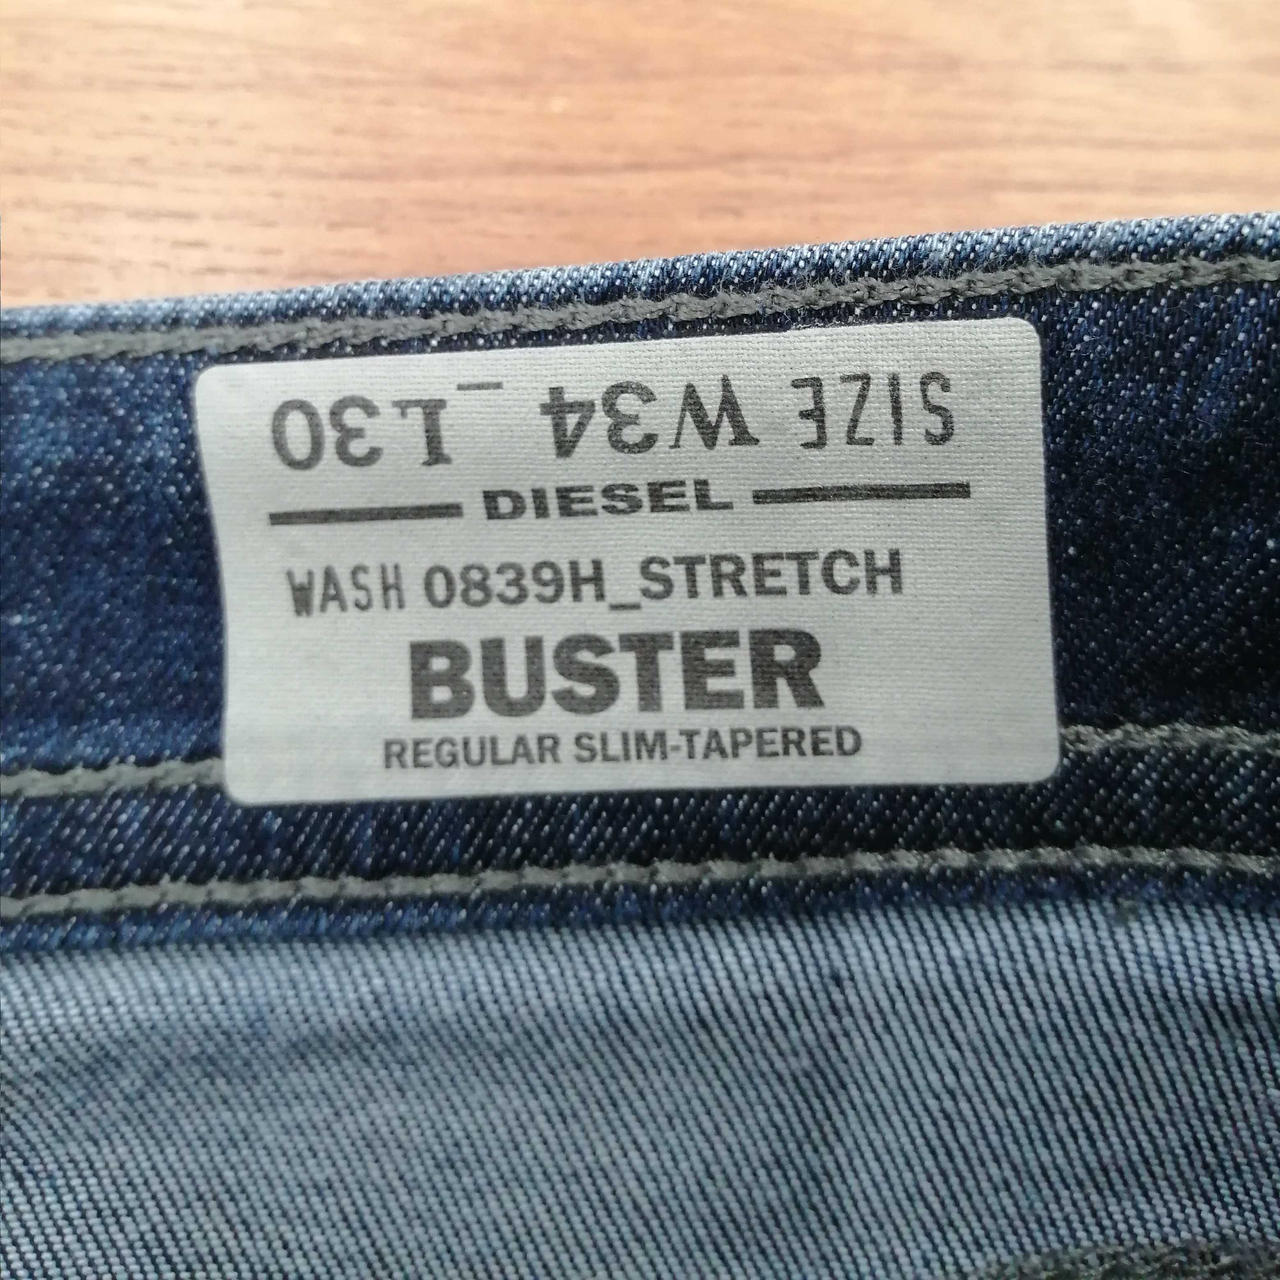 SIZE W34_L30
DIESEL
WASH 0839H_STRETCH
BUSTER
REGULAR SLIM-TAPERED